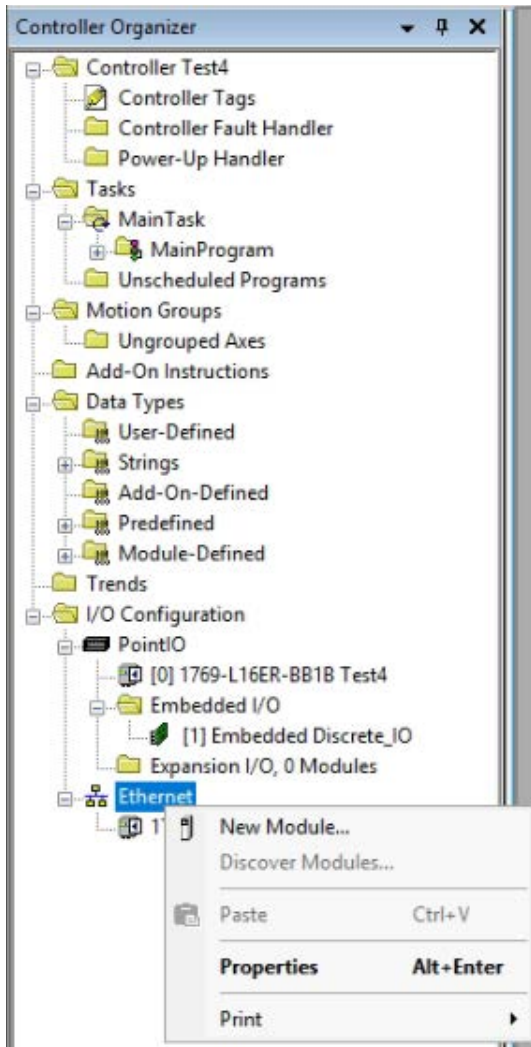 Controller Organizer
Controller Test4
Controller Tags
Controller Fault Handler
Power-Up Handler
Tasks
MainTask
MainProgram
Unscheduled Programs
Motion Groups
Ungrouped Axes
Add-On Instructions
Data Types
User-Defined
Strings
Add-On-Defined
Predefined
Module-Defined
Trends
I/O Configuration
PointIO
[0] 1769-L16ER-BB1B Test4
Embedded I/O
[1] Embedded Discrete_IO
Expansion I/O, 0 Modules
Ethernet
New Module...
Discover Modules...
Paste Ctrl+V
Properties Alt+Enter
Print